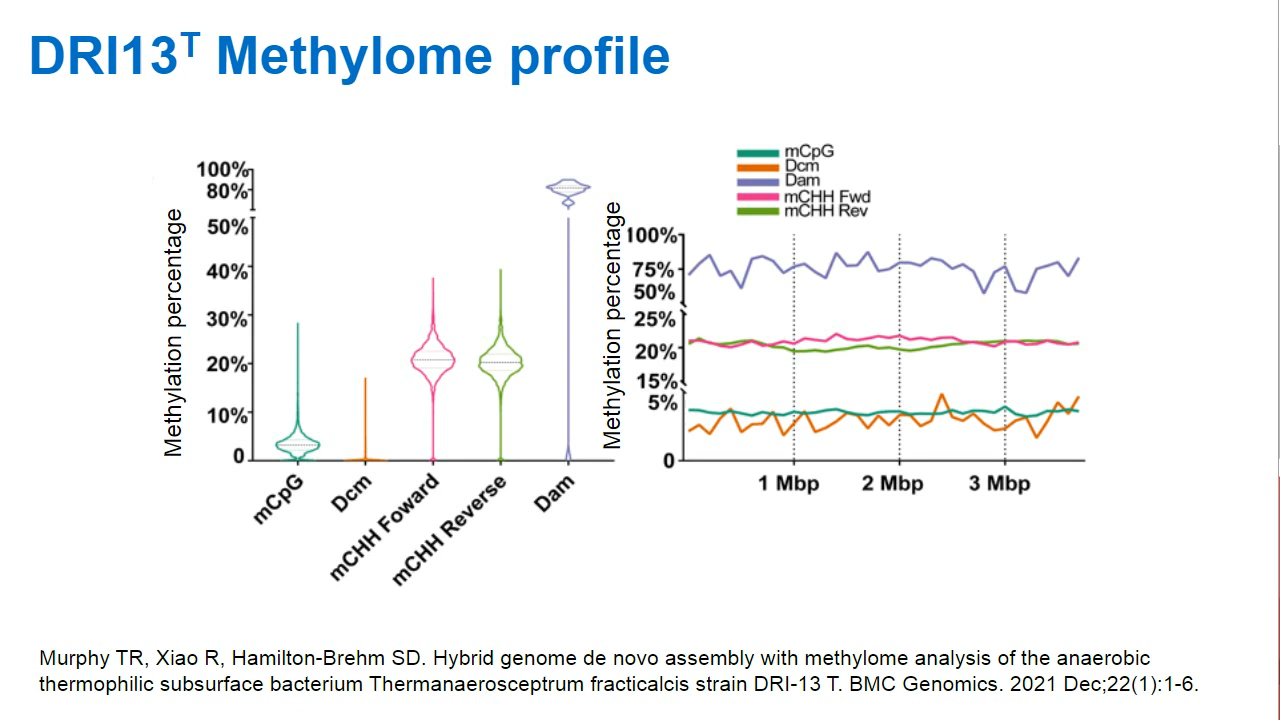 DRI13ᵀ Methylome profile
Methylation percentage
100%
80%
50%
40%
30%
20%
10%
0
mCpG
Dcm
mCHH Foward
mCHH Reverse
Dam
mCpG
Dcm
Dam
mCHH Fwd
mCHH Rev
Methylation percentage
100%
75%
50%
25%
20%
15%
5%
0
1 Mbp
2 Mbp
3 Mbp
Murphy TR, Xiao R, Hamilton-Brehm SD. Hybrid genome de novo assembly with methylome analysis of the anaerobic
thermophilic subsurface bacterium Thermanaerosceptrum fracticalcis strain DRI-13 T. BMC Genomics. 2021 Dec;22(1):1-6.